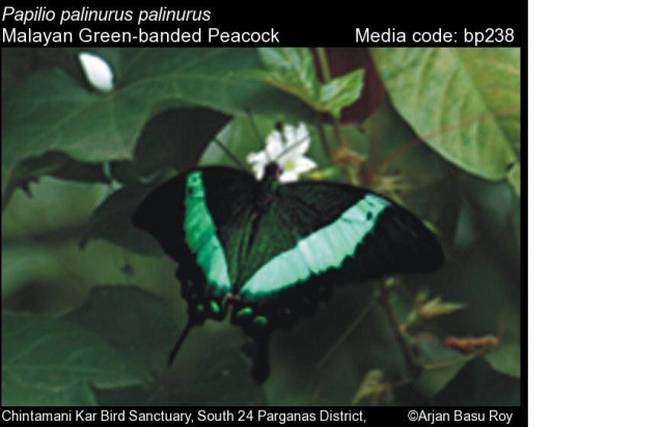 Papilio palinurus palinurus
Malayan Green-banded Peacock Media code: bp238
Chintamani Kar Bird Sanctuary, South 24 Parganas District, ©Arjan Basu Roy